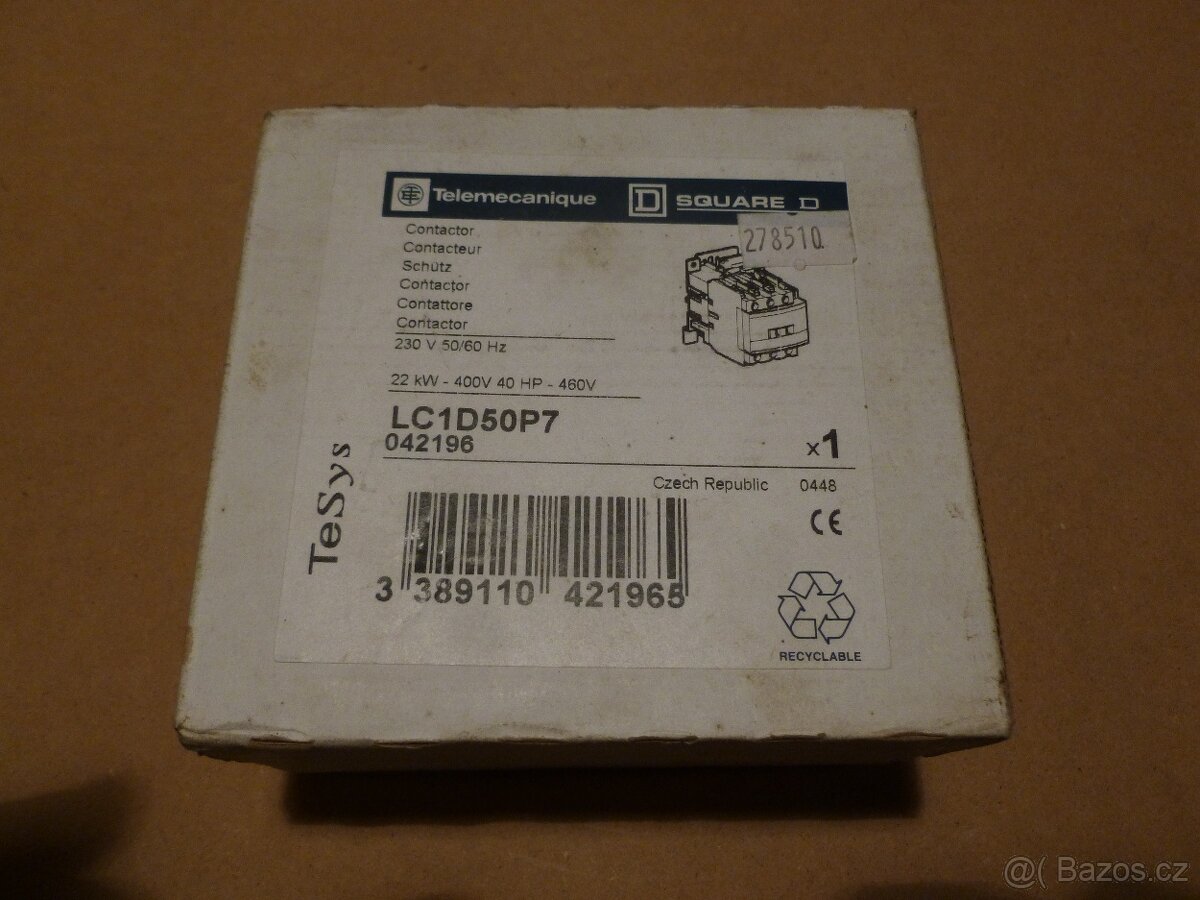 Telemecanique SQUARE D
278510
Contactor
Contacteur
Schütz
Contactor
Contattore
Contactor
230 V 50/60 Hz
22 kW - 400V 40 HP - 460V
LC1D50P7
042196
x1
TeSys
Czech Republic 0448
CE
3 389110 421965
RECYCLABLE
@( Bazos.cz